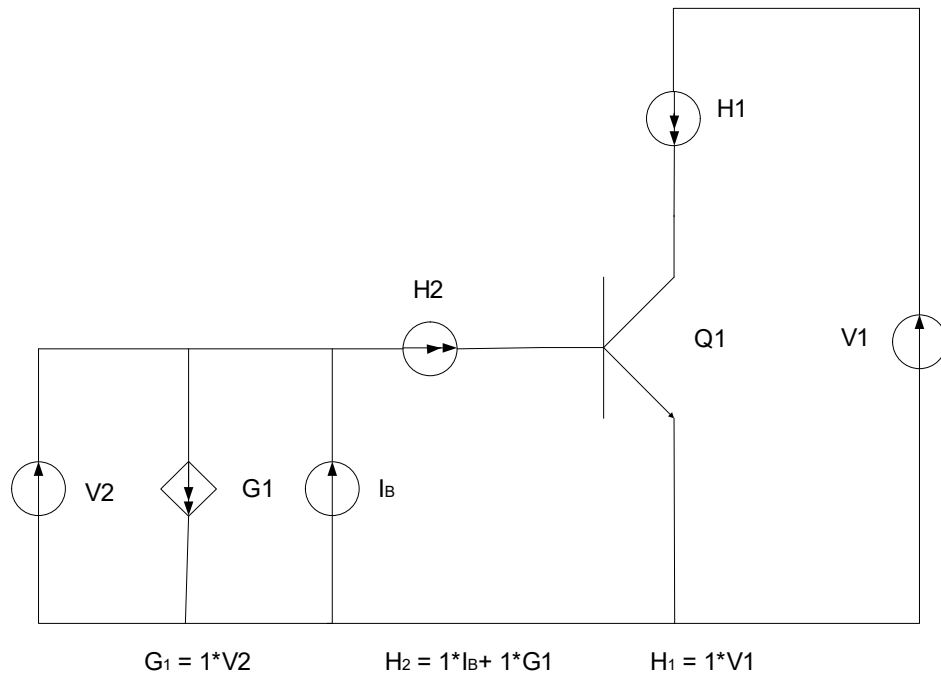 H1
H2
Q1
V1
V2
G1
IB
G1 = 1*V2
H2 = 1*IB+ 1*G1
H1 = 1*V1